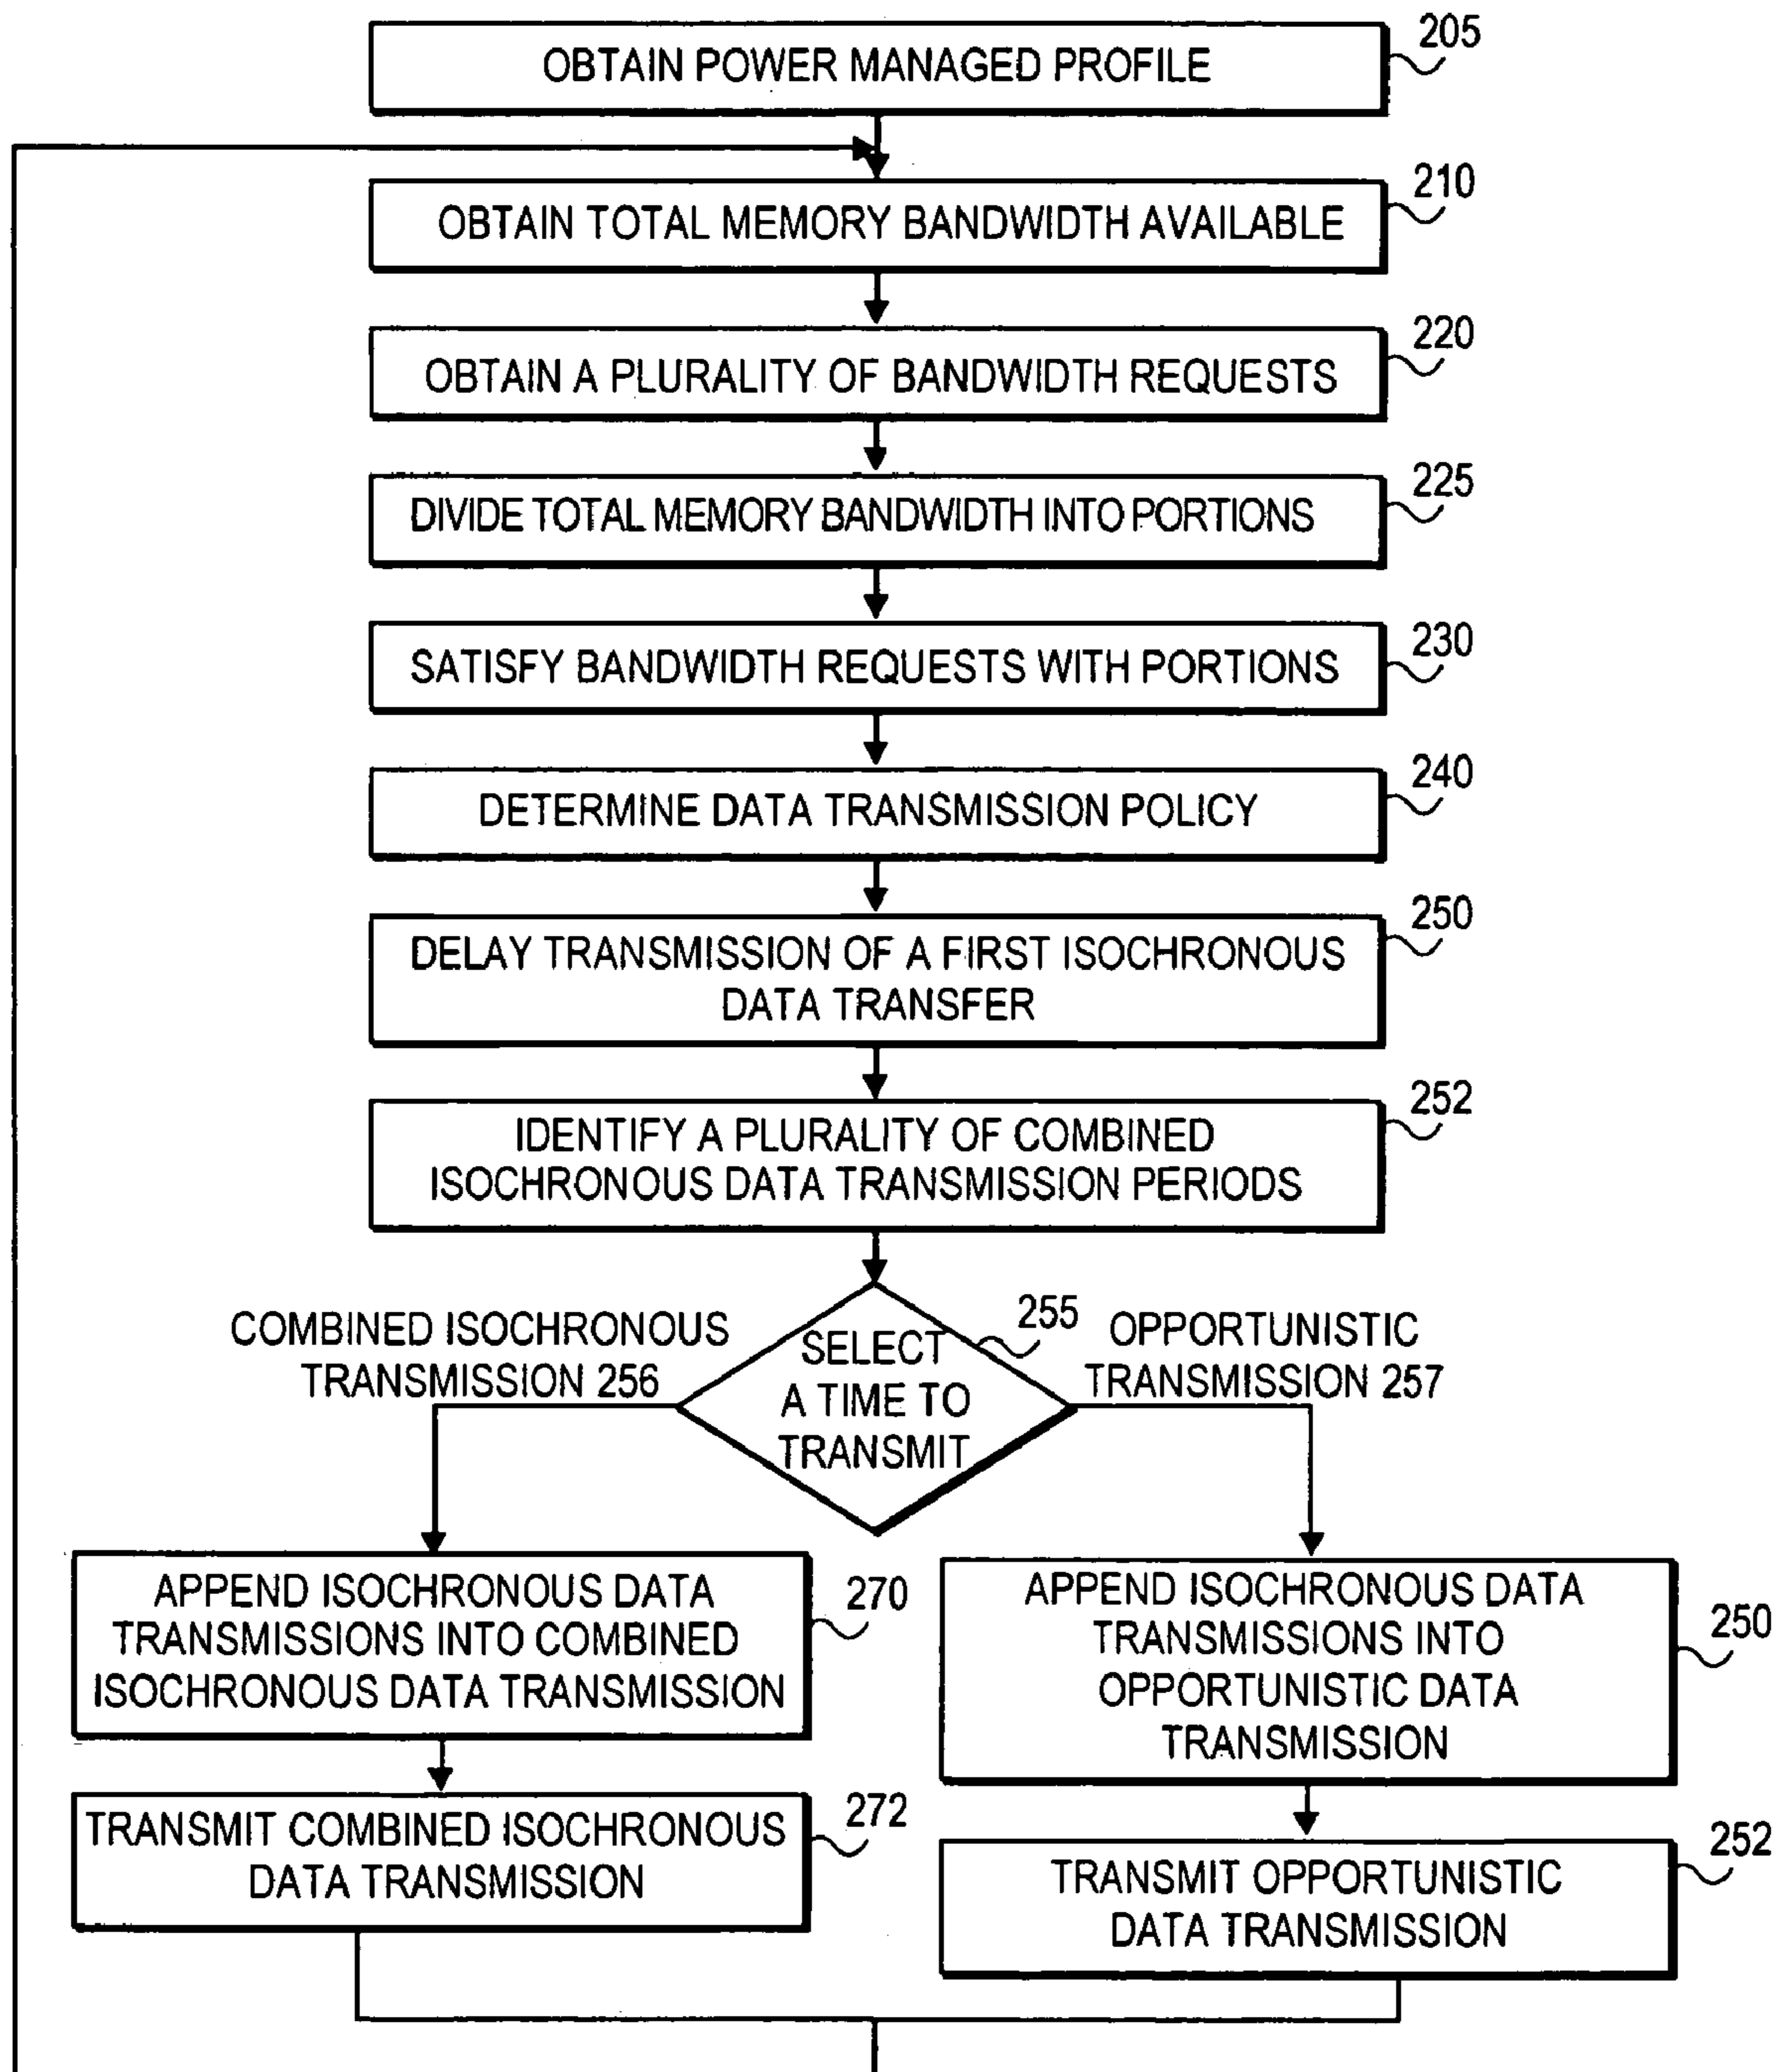 205
OBTAIN POWER MANAGED PROFILE
210
OBTAIN TOTAL MEMORY BANDWIDTH AVAILABLE
220
OBTAIN A PLURALITY OF BANDWIDTH REQUESTS
225
DIVIDE TOTAL MEMORY BANDWIDTH INTO PORTIONS
230
SATISFY BANDWIDTH REQUESTS WITH PORTIONS
240
DETERMINE DATA TRANSMISSION POLICY
250
DELAY TRANSMISSION OF A FIRST ISOCHRONOUS
DATA TRANSFER
252
IDENTIFY A PLURALITY OF COMBINED
ISOCHRONOUS DATA TRANSMISSION PERIODS
COMBINED ISOCHRONOUS
TRANSMISSION 256
255
SELECT
A TIME TO
TRANSMIT
OPPORTUNISTIC
TRANSMISSION 257
APPEND ISOCHRONOUS DATA
TRANSMISSIONS INTO COMBINED
ISOCHRONOUS DATA TRANSMISSION
270
APPEND ISOCHRONOUS DATA
TRANSMISSIONS INTO
OPPORTUNISTIC DATA
TRANSMISSION
250
TRANSMIT COMBINED ISOCHRONOUS
DATA TRANSMISSION
272
TRANSMIT OPPORTUNISTIC
DATA TRANSMISSION
252